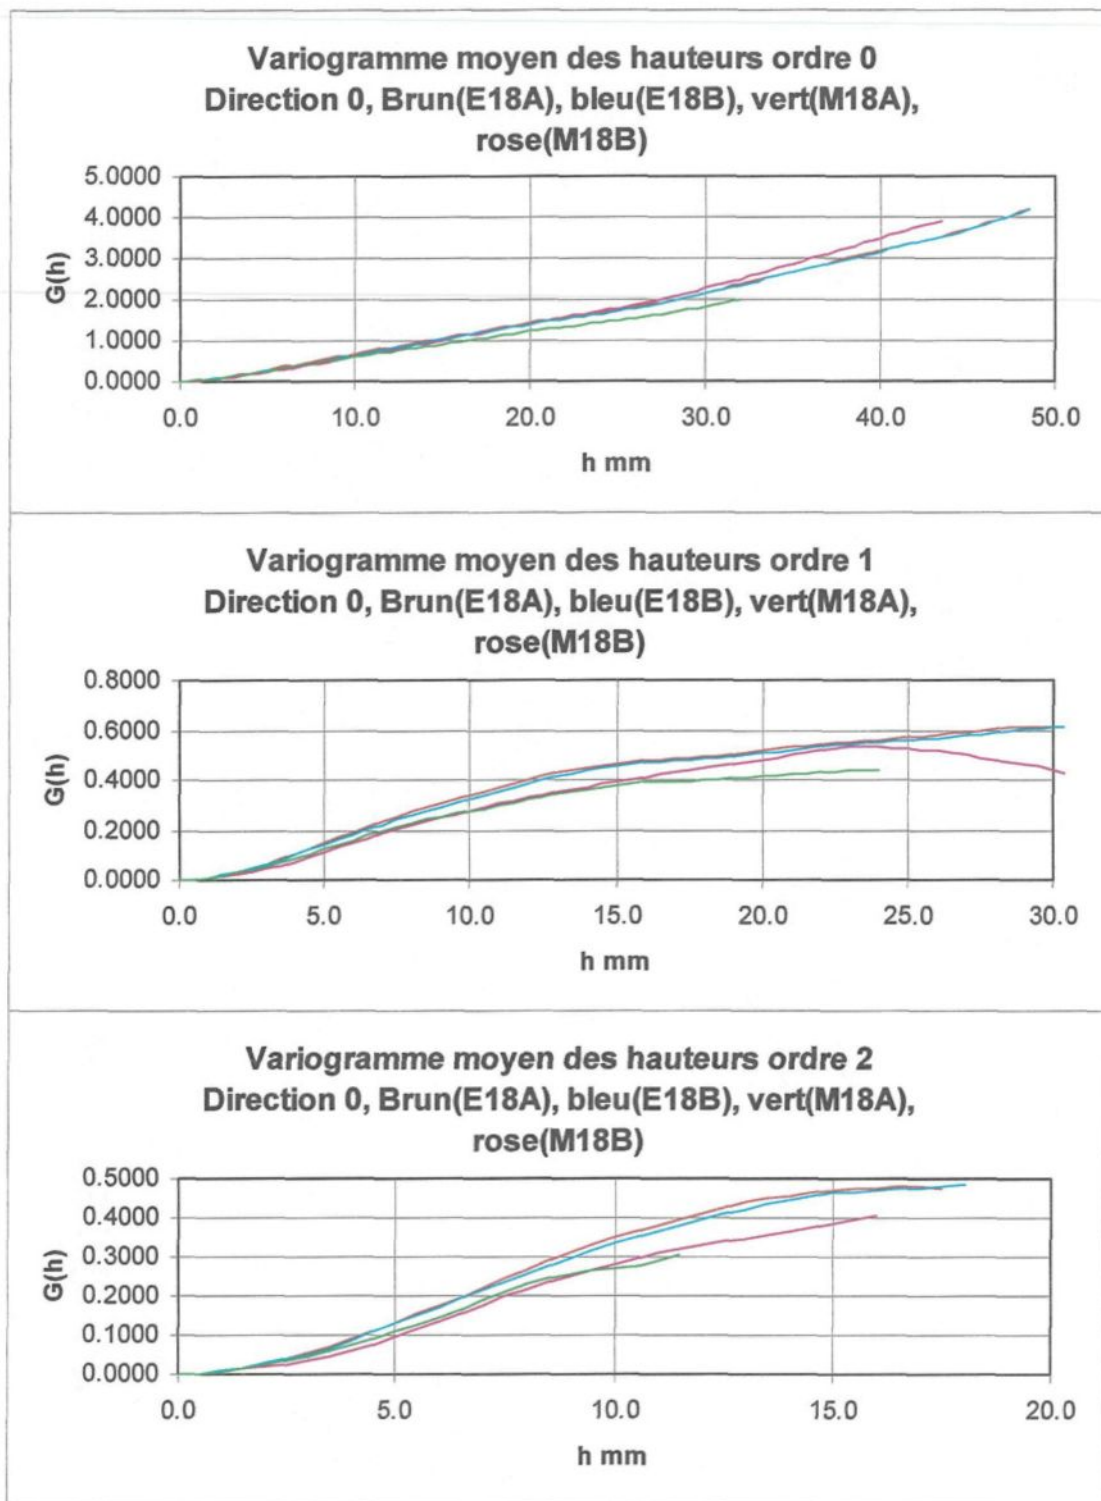 Variogramme moyen des hauteurs ordre 0
Direction 0, Brun(E18A), bleu(E18B), vert(M18A),
rose(M18B)
5.0000
4.0000
3.0000
2.0000
1.0000
0.0000
G(h)
0.0 10.0 20.0 30.0 40.0 50.0
h mm
Variogramme moyen des hauteurs ordre 1
Direction 0, Brun(E18A), bleu(E18B), vert(M18A),
rose(M18B)
0.8000
0.6000
0.4000
0.2000
0.0000
G(h)
0.0 5.0 10.0 15.0 20.0 25.0 30.0
h mm
Variogramme moyen des hauteurs ordre 2
Direction 0, Brun(E18A), bleu(E18B), vert(M18A),
rose(M18B)
0.5000
0.4000
0.3000
0.2000
0.1000
0.0000
G(h)
0.0 5.0 10.0 15.0 20.0
h mm